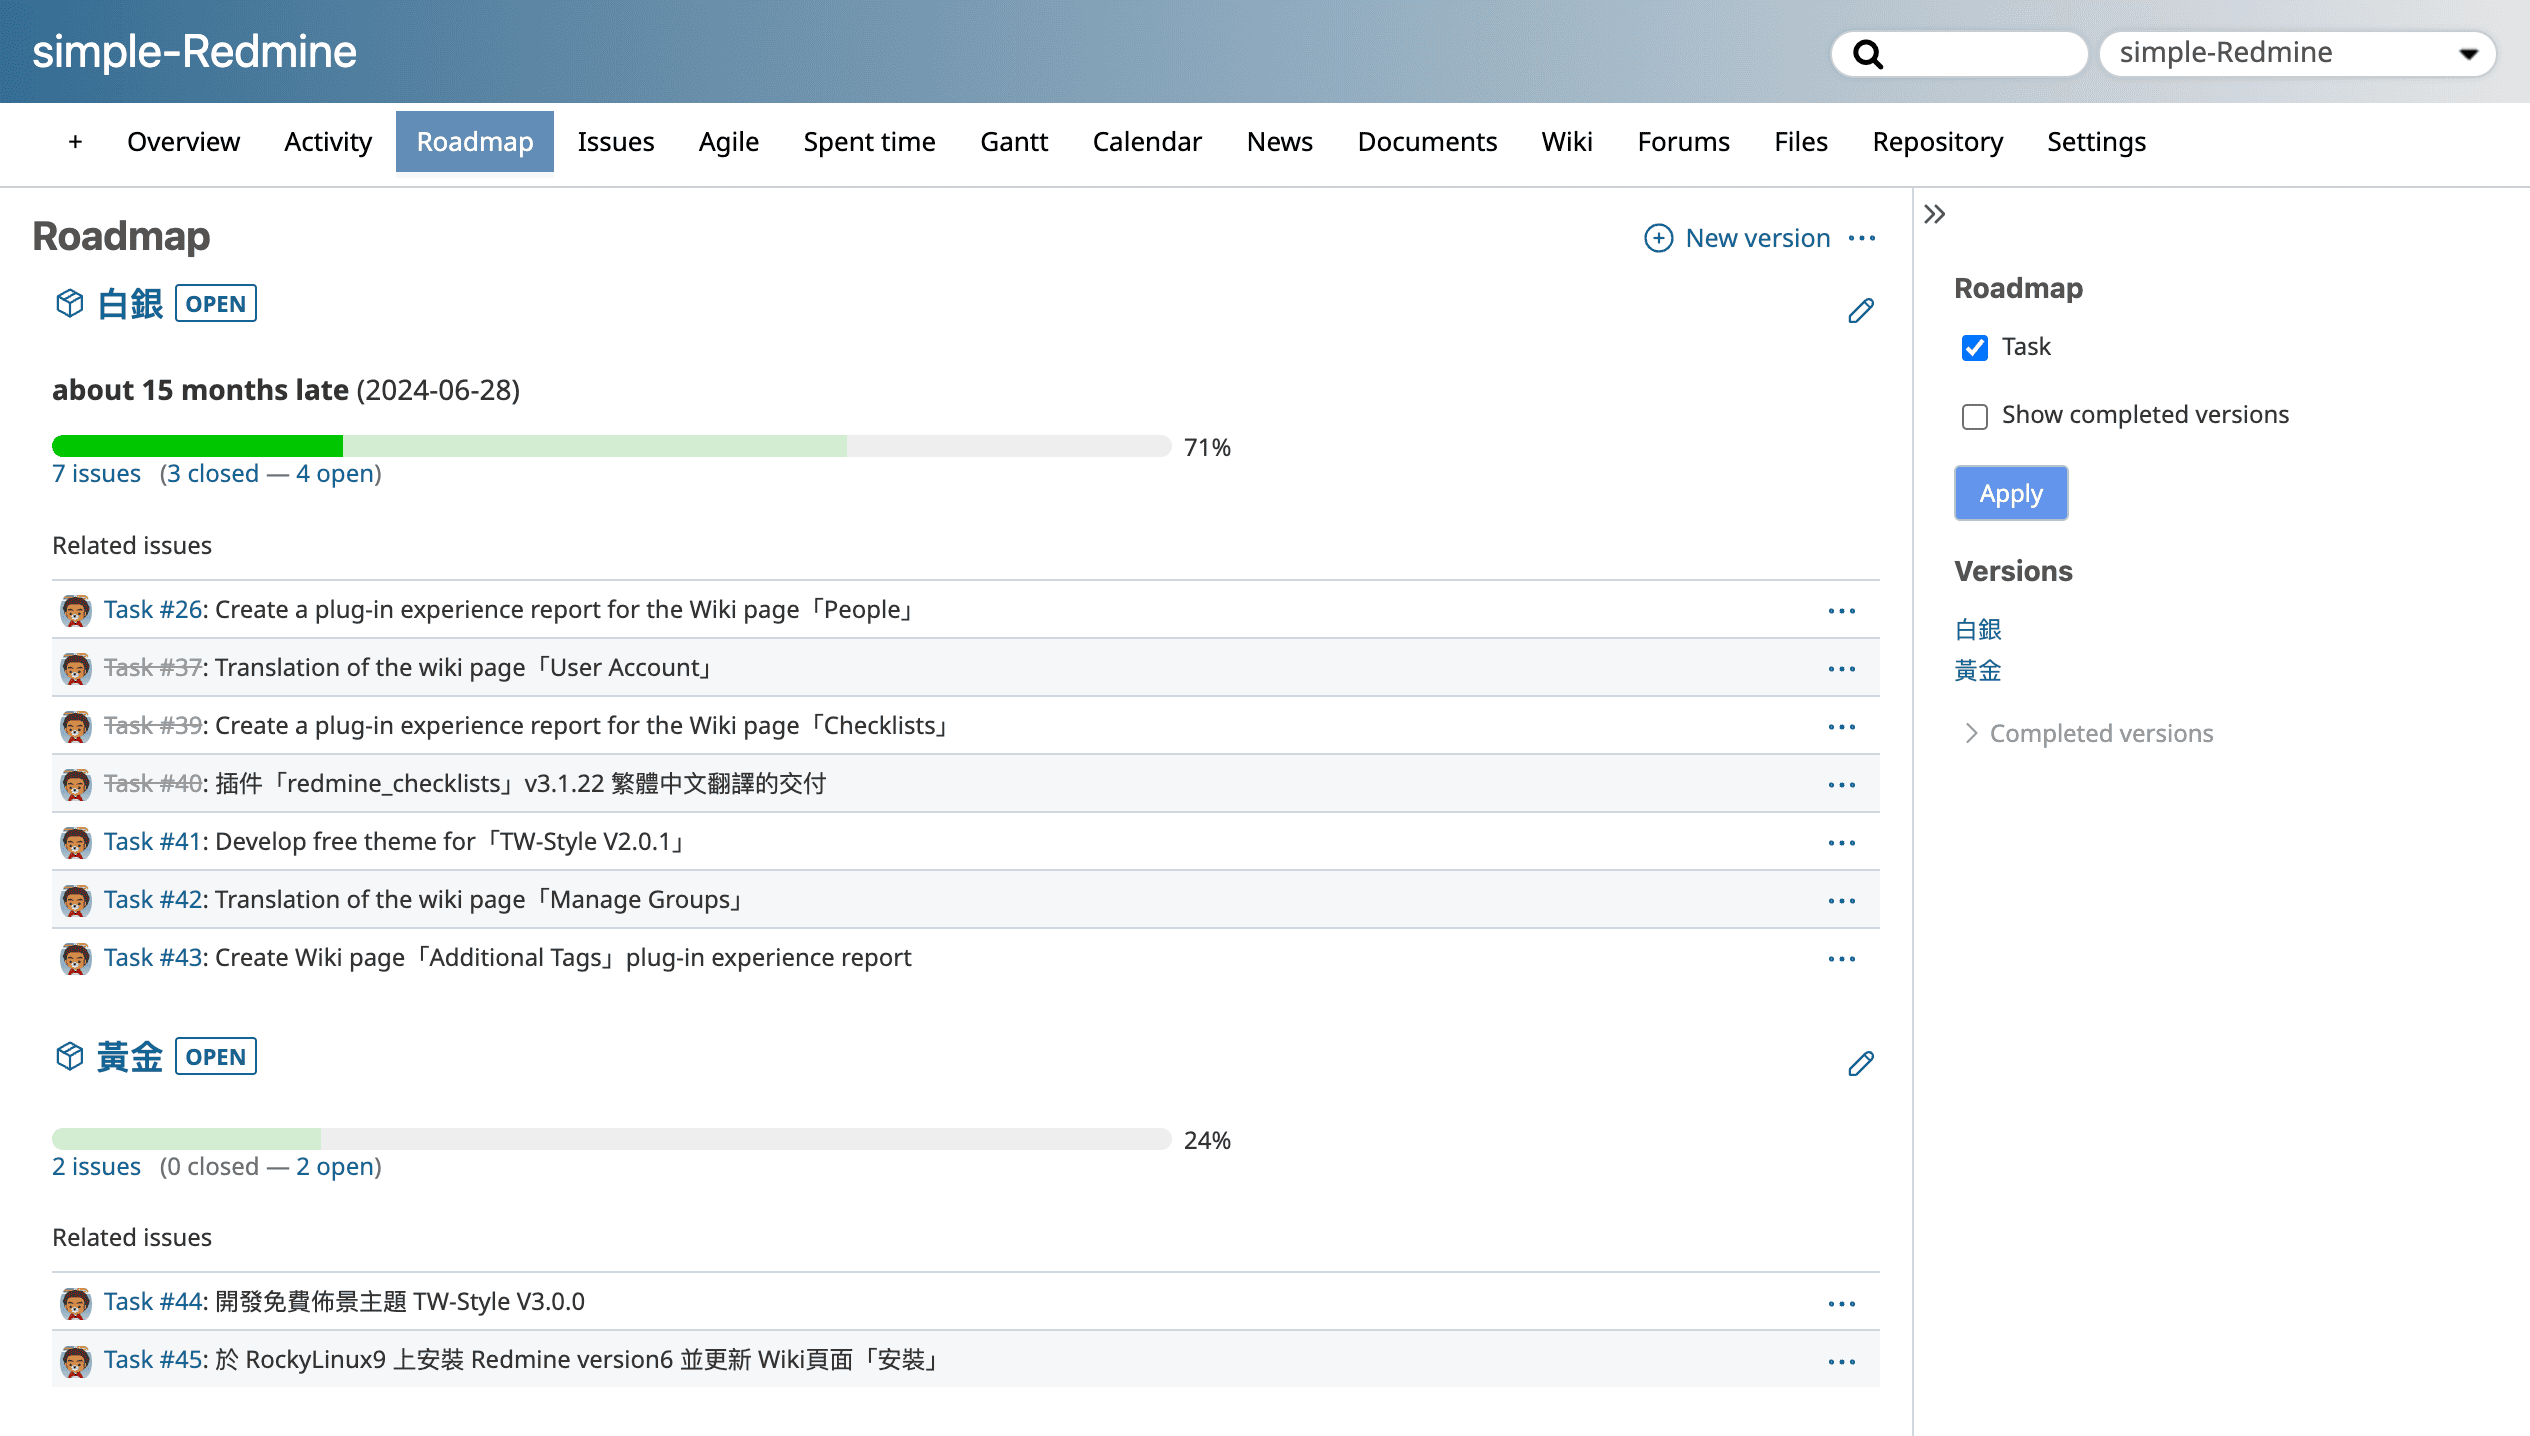 simple-Redmine
simple-Redmine
+ Overview Activity Roadmap Issues Agile Spent time Gantt Calendar News Documents Wiki Forums Files Repository Settings
Roadmap
New version
白銀 OPEN
about 15 months late (2024-06-28)
71%
7 issues (3 closed — 4 open)
Related issues
Task #26: Create a plug-in experience report for the Wiki page「People」
Task #37: Translation of the wiki page「User Account」
Task #39: Create a plug-in experience report for the Wiki page「Checklists」
Task #40: 插件「redmine_checklists」v3.1.22 繁體中文翻譯的交付
Task #41: Develop free theme for「TW-Style V2.0.1」
Task #42: Translation of the wiki page「Manage Groups」
Task #43: Create Wiki page「Additional Tags」plug-in experience report
黃金 OPEN
24%
2 issues (0 closed — 2 open)
Related issues
Task #44: 開發免費佈景主題 TW-Style V3.0.0
Task #45: 於 RockyLinux9 上安裝 Redmine version6 並更新 Wiki頁面「安裝」
Roadmap
Task
Show completed versions
Apply
Versions
白銀
黃金
Completed versions